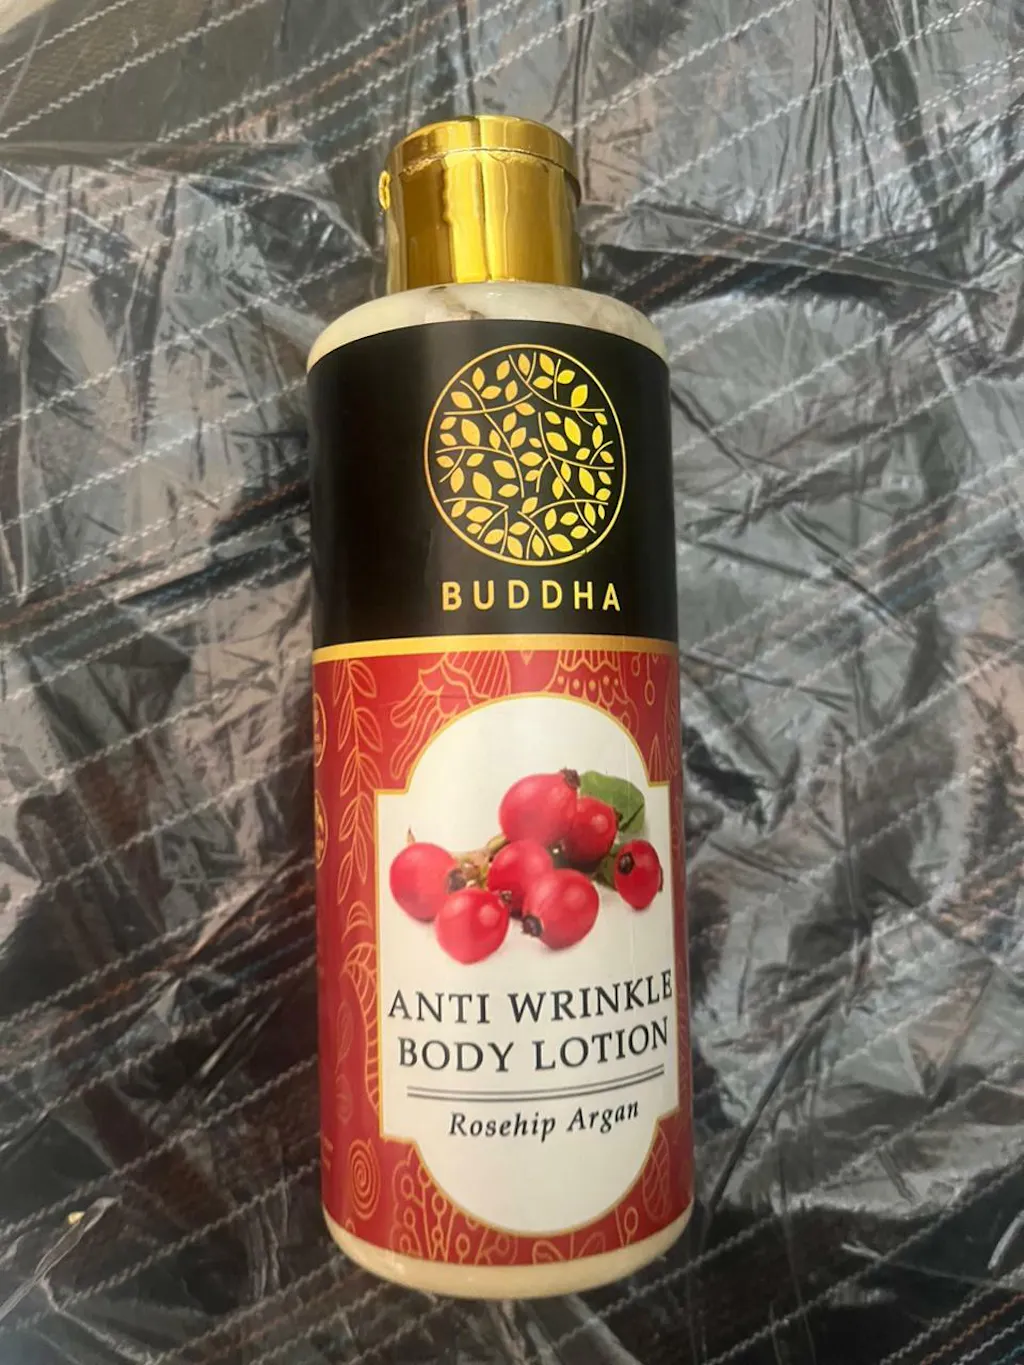 BUDDHA
ANTI WRINKLE
BODY LOTION
Rosehip Argan